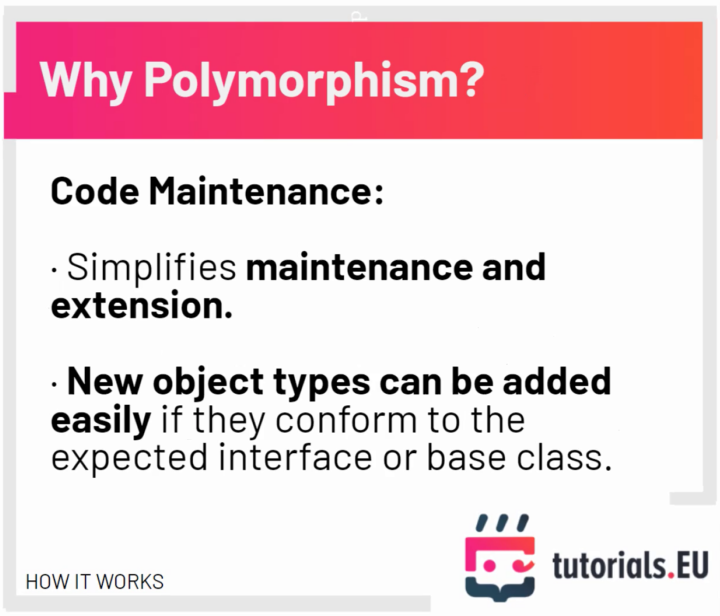 Why Polymorphism?
Code Maintenance:
· Simplifies maintenance and
extension.
· New object types can be added
easily if they conform to the
expected interface or base class.
HOW IT WORKS
tutorials.EU